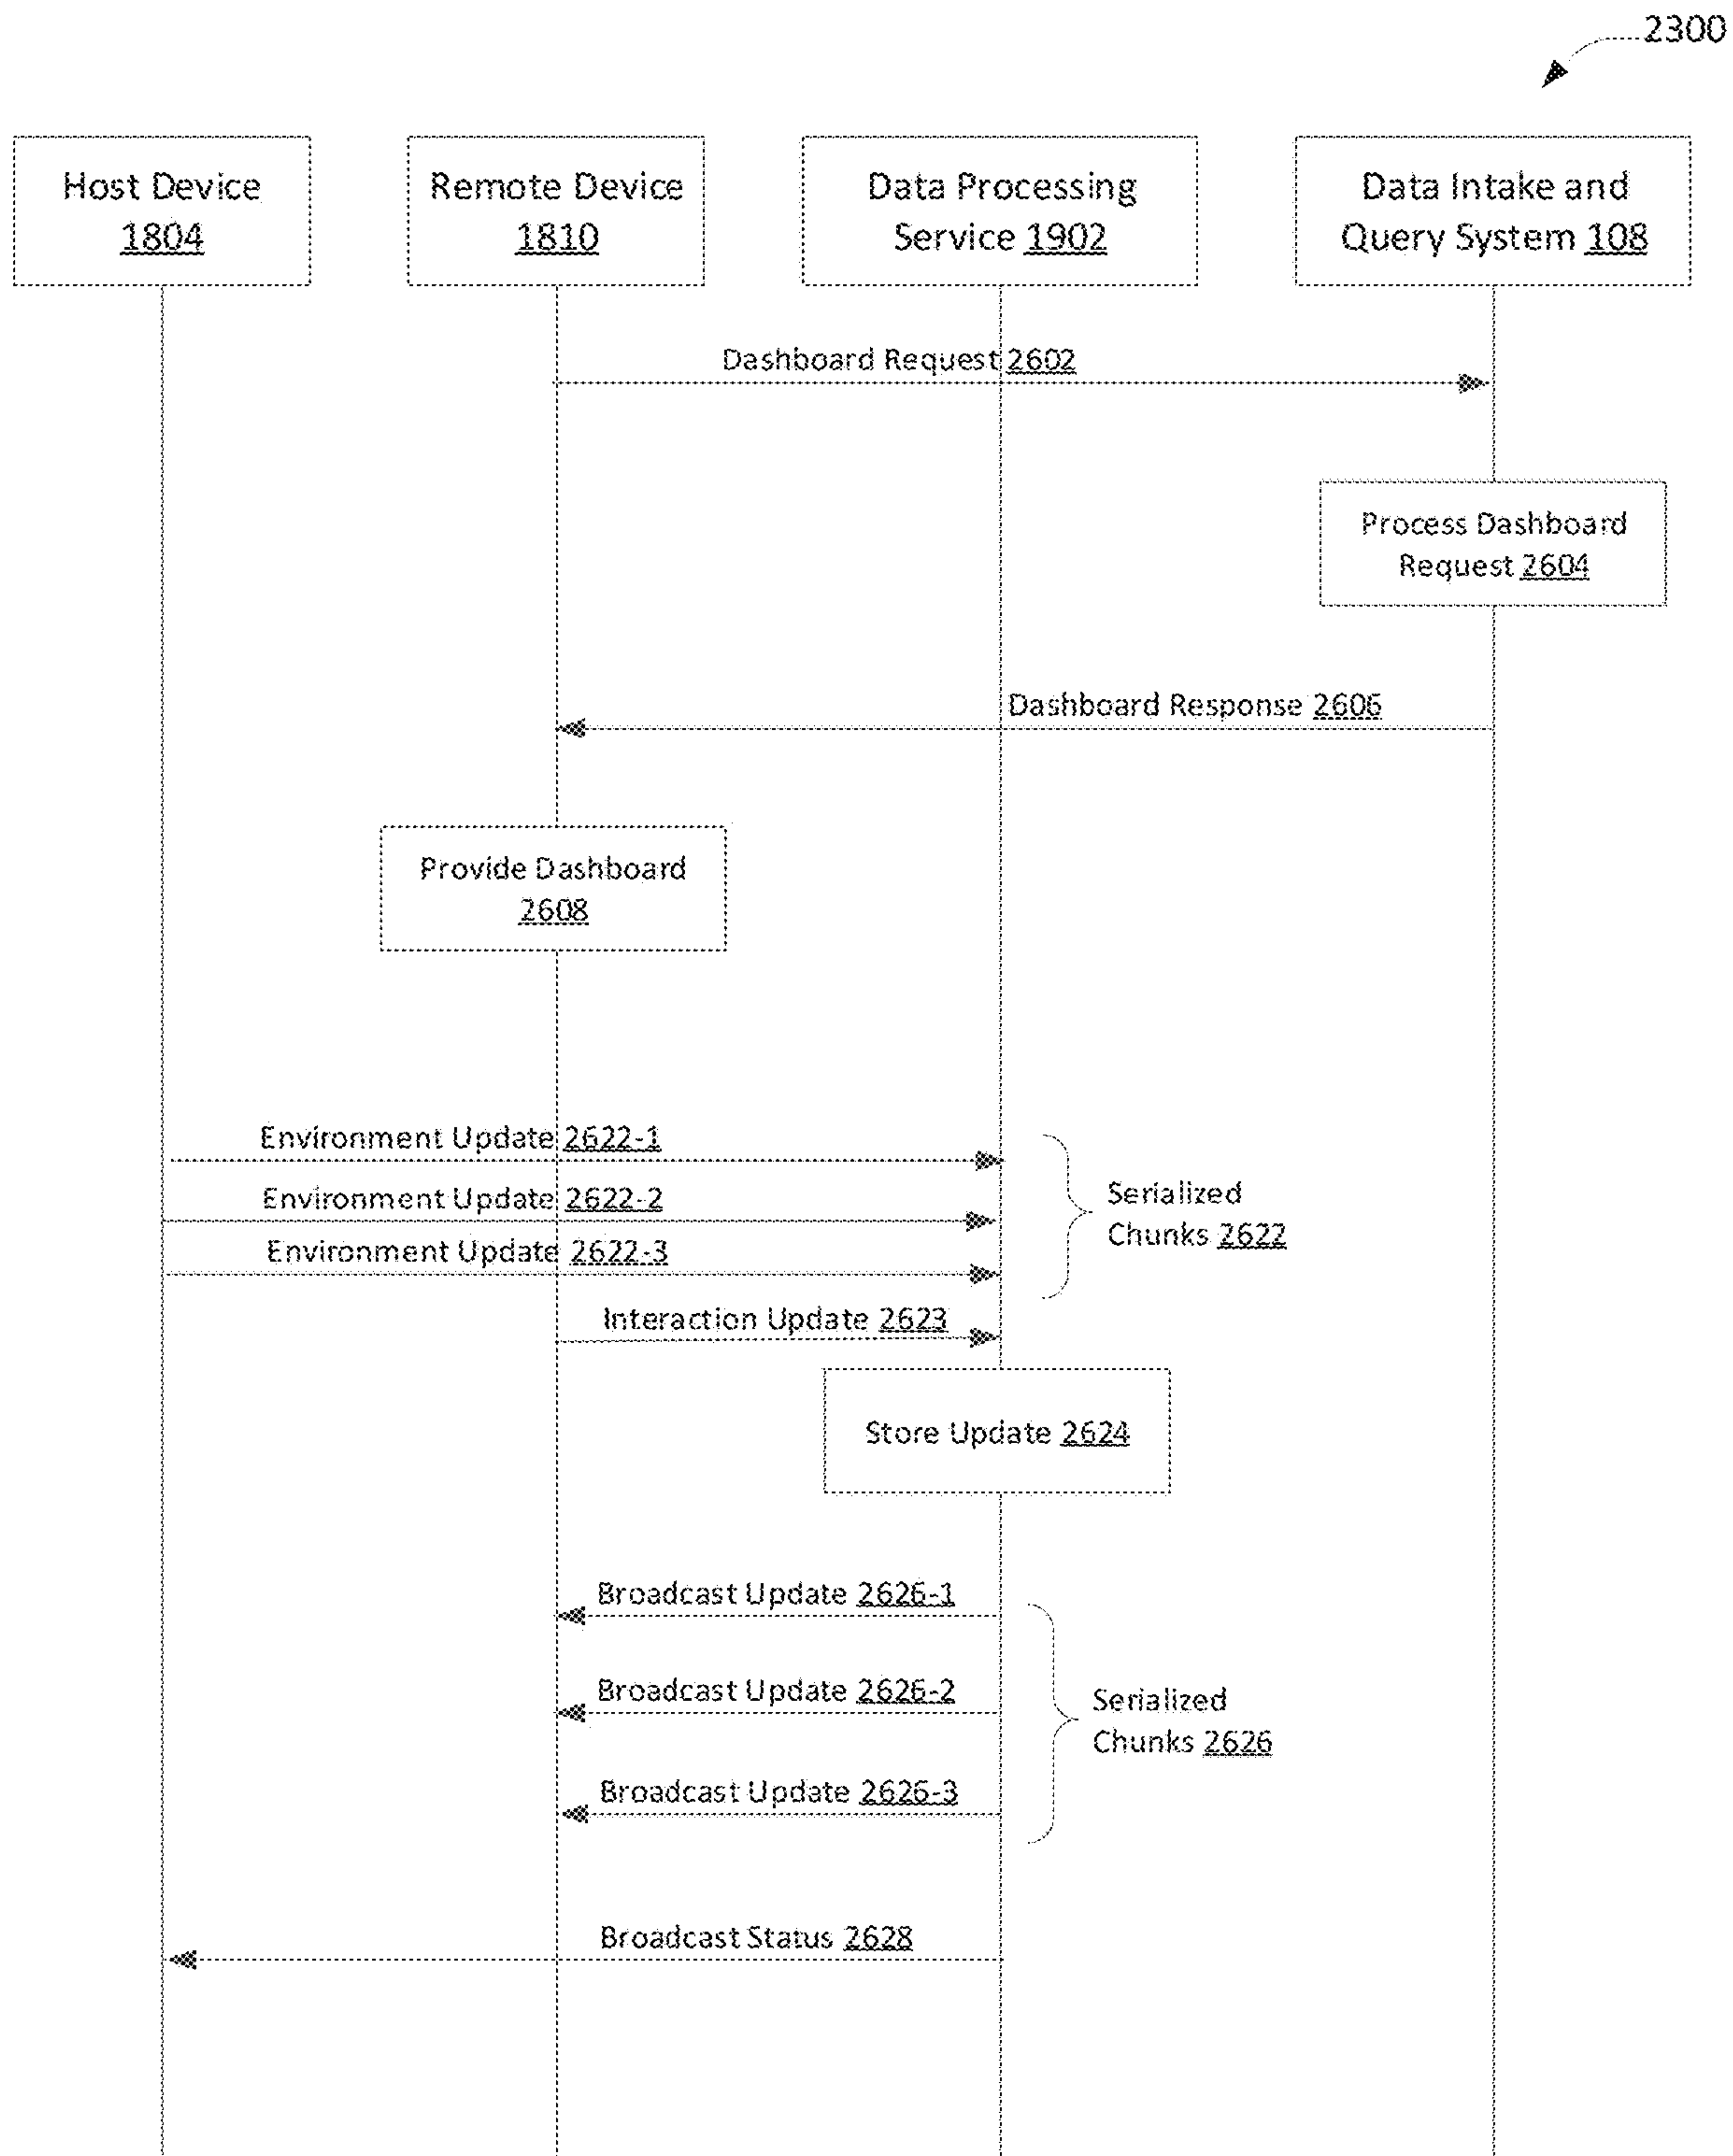 2300
Host Device
1804
Remote Device
1810
Data Processing
Service 1902
Data Intake and
Query System 108
Dashboard Request 2602
Process Dashboard
Request 2604
Dashboard Response 2606
Provide Dashboard
2608
Environment Update 2622-1
Environment Update 2622-2
Environment Update 2622-3
Serialized
Chunks 2622
Interaction Update 2623
Store Update 2624
Broadcast Update 2626-1
Broadcast Update 2626-2
Broadcast Update 2626-3
Serialized
Chunks 2626
Broadcast Status 2628